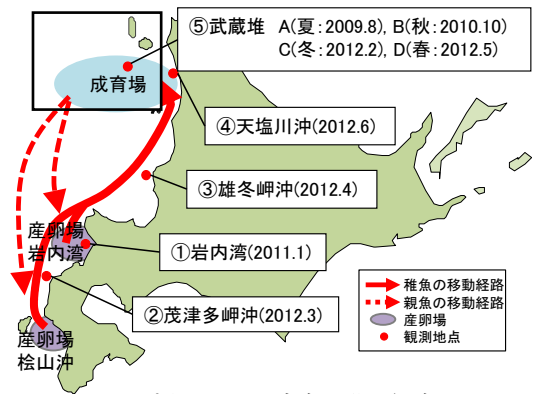 ⑤武蔵堆 A(夏:2009.8), B(秋:2010.10)
C(冬:2012.2), D(春:2012.5)
成育場
④天塩川沖(2012.6)
③雄冬岬沖(2012.4)
産卵場
岩内湾
①岩内湾(2011.1)
②茂津多岬沖(2012.3)
産卵場
桧山沖
稚魚の移動経路
親魚の移動経路
産卵場
観測地点